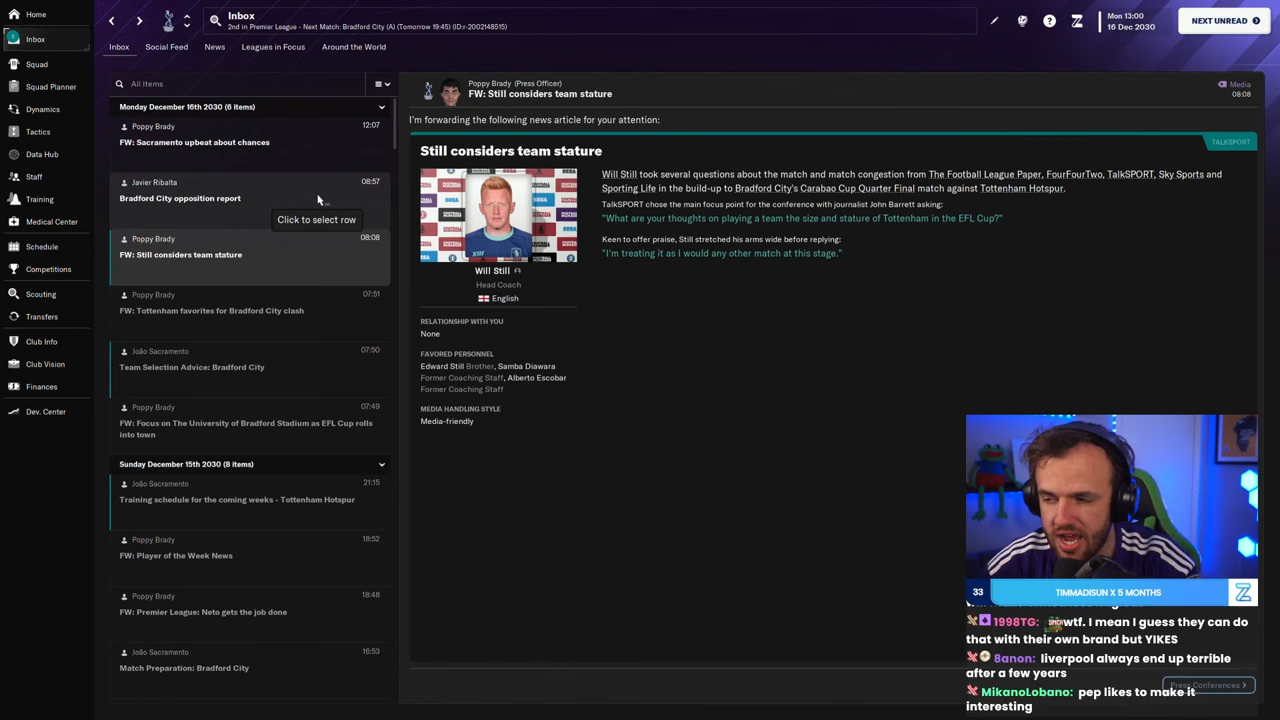 Home
Inbox
Squad
Squad Planner
Dynamics
Tactics
Data Hub
Staff
Training
Medical Center
Schedule
Competitions
Scouting
Transfers
Club Info
Club Vision
Finances
Dev. Center
Inbox
2nd in Premier League - Next Match: Bradford City (A) (Tomorrow 19:45) (ID:r-2002148515)
Mon 13:00
16 Dec 2030
NEXT UNREAD
Inbox
Social Feed
News
Leagues in Focus
Around the World
All Items
Monday December 16th 2030 (6 items)
Poppy Brady
12:07
FW: Sacramento upbeat about chances
Javier Ribalta
08:57
Bradford City opposition report
Click to select row
Poppy Brady
08:08
FW: Still considers team stature
Poppy Brady
07:51
FW: Tottenham favorites for Bradford City clash
João Sacramento
07:50
Team Selection Advice: Bradford City
Poppy Brady
07:49
FW: Focus on The University of Bradford Stadium as EFL Cup rolls
into town
Sunday December 15th 2030 (8 items)
João Sacramento
21:15
Training schedule for the coming weeks - Tottenham Hotspur
Poppy Brady
18:52
FW: Player of the Week News
Poppy Brady
18:48
FW: Premier League: Neto gets the job done
João Sacramento
16:53
Match Preparation: Bradford City
Poppy Brady (Press Officer)
FW: Still considers team stature
Media
08:08
I'm forwarding the following news article for your attention:
Still considers team stature
TALKSPORT
Will Still
Head Coach
English
RELATIONSHIP WITH YOU
None
FAVORED PERSONNEL
Edward Still Brother, Samba Diawara
Former Coaching Staff, Alberto Escobar
Former Coaching Staff
MEDIA HANDLING STYLE
Media-friendly
Will Still took several questions about the match and match congestion from The Football League Paper, FourFourTwo, TalkSPORT, Sky Sports and
Sporting Life in the build-up to Bradford City's Carabao Cup Quarter Final match against Tottenham Hotspur.
TalkSPORT chose the main focus point for the conference with journalist John Barrett asking:
"What are your thoughts on playing a team the size and stature of Tottenham in the EFL Cup?"
Keen to offer praise, Still stretched his arms wide before replying:
"I'm treating it as I would any other match at this stage."
33
TIMMADISUN X 5 MONTHS
1998TG: wtf. I mean I guess they can do
that with their own brand but YIKES
8anon: liverpool always end up terrible
after a few years
MikanoLobano: pep likes to make it
interesting
Press Conferences